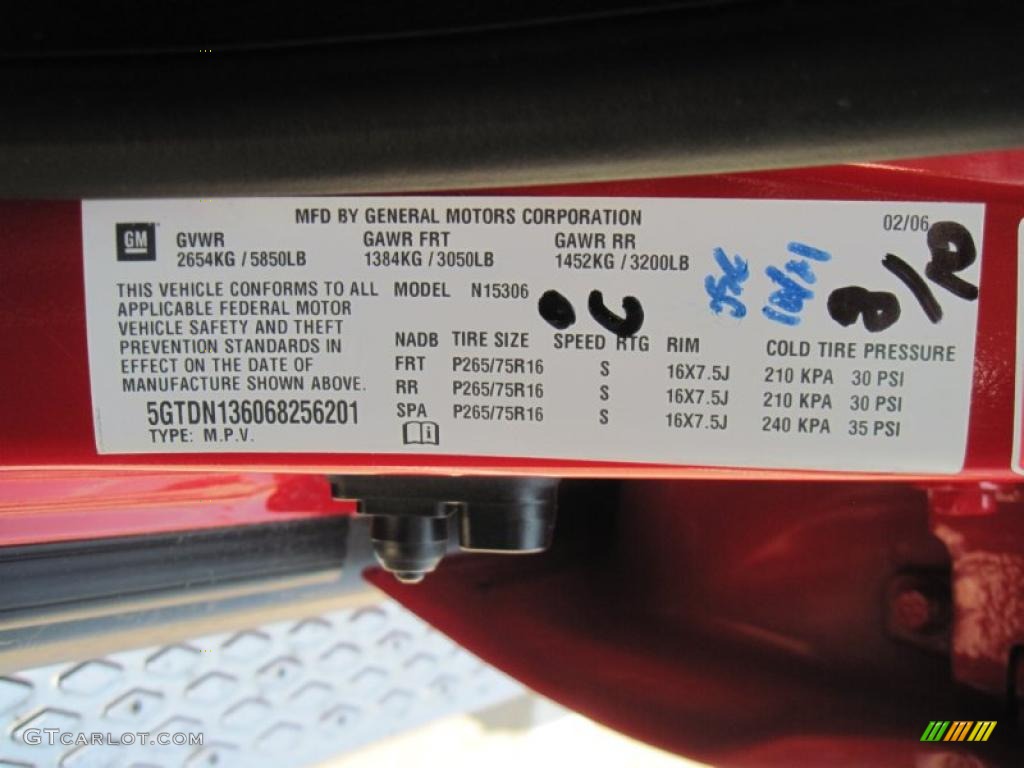 MFD BY GENERAL MOTORS CORPORATION 02/06
GM
GVWR GAWR FRT GAWR RR
2654KG / 5850LB 1384KG / 3050LB 1452KG / 3200LB
THIS VEHICLE CONFORMS TO ALL
APPLICABLE FEDERAL MOTOR
VEHICLE SAFETY AND THEFT
PREVENTION STANDARDS IN
EFFECT ON THE DATE OF
MANUFACTURE SHOWN ABOVE.
5GTDN136068256201
TYPE: M.P.V.
MODEL N15306
NADB TIRE SIZE SPEED RTG RIM COLD TIRE PRESSURE
FRT P265/75R16 S 16X7.5J 210 KPA 30 PSI
RR P265/75R16 S 16X7.5J 210 KPA 30 PSI
SPA P265/75R16 S 16X7.5J 240 KPA 35 PSI
GTCARLOT.COM